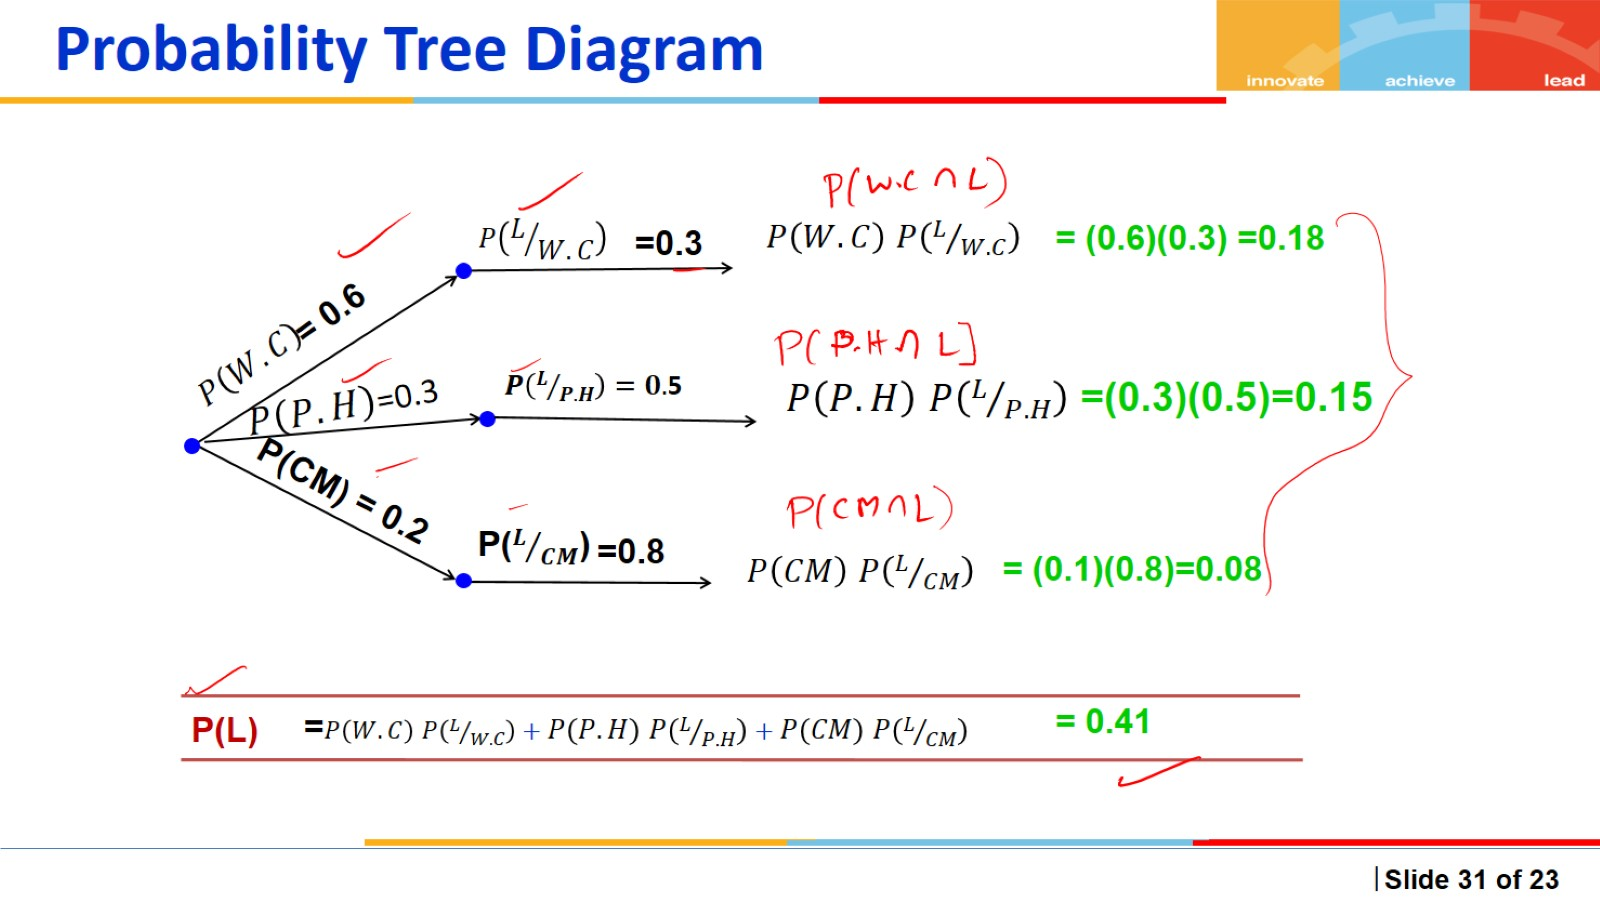 Probability Tree Diagram
innovate achieve lead
P(W.C ∩ L)
P(L/W.C) =0.3 P(W.C) P(L/W.C) = (0.6)(0.3) =0.18
P(W.C)= 0.6
P(P.H ∩ L]
P(P.H)=0.3 P(L/P.H) = 0.5 P(P.H) P(L/P.H) =(0.3)(0.5)=0.15
P(CM) = 0.2
P(CM∩L)
P(L/CM) =0.8 P(CM) P(L/CM) = (0.1)(0.8)=0.08
P(L) =P(W.C) P(L/W.C) + P(P.H) P(L/P.H) + P(CM) P(L/CM) = 0.41
Slide 31 of 23